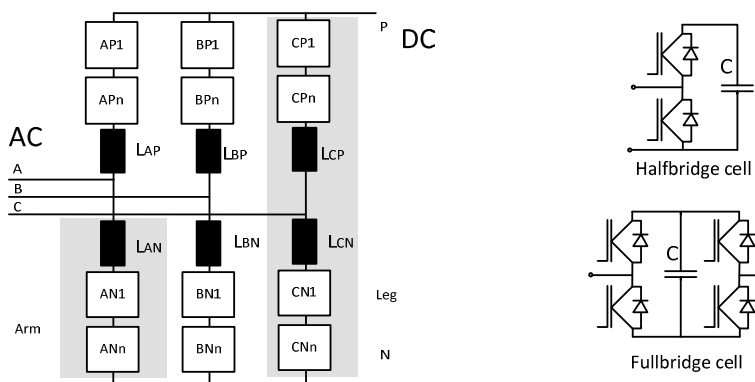 P
DC
AP1
BP1
CP1
APn
BPn
CPn
AC
LAP
LBP
LCP
A
B
C
LAN
LBN
LCN
AN1
BN1
CN1
Leg
Arm
ANn
BNn
CNn
N
C
Halfbridge cell
C
Fullbridge cell